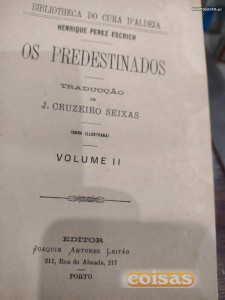 BIBLIOTHECA DO CURA D'ALDEIA
HENRIQUE PEREZ ESCRICH
OS PREDESTINADOS
TRADUCÇÃO
DE
J. CRUZEIRO SEIXAS
(OBRA ILLUSTRADA)
VOLUME II
EDITOR
JOAQUIM ANTUNES LEITÃO
211, Rua do Almada, 217
PORTO
coisas